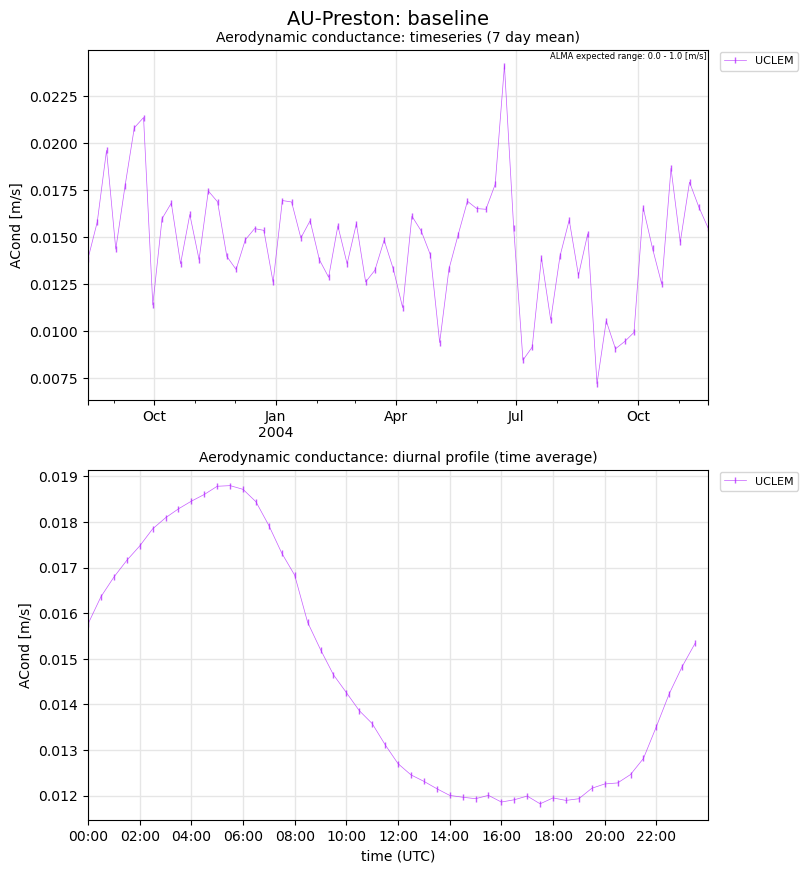 AU-Preston: baseline
Aerodynamic conductance: timeseries (7 day mean)
ALMA expected range: 0.0 - 1.0 [m/s]
UCLEM
ACond [m/s]
0.0225
0.0200
0.0175
0.0150
0.0125
0.0100
0.0075
Oct Jan Apr Jul Oct
2004
Aerodynamic conductance: diurnal profile (time average)
UCLEM
ACond [m/s]
0.019
0.018
0.017
0.016
0.015
0.014
0.013
0.012
00:00 02:00 04:00 06:00 08:00 10:00 12:00 14:00 16:00 18:00 20:00 22:00
time (UTC)